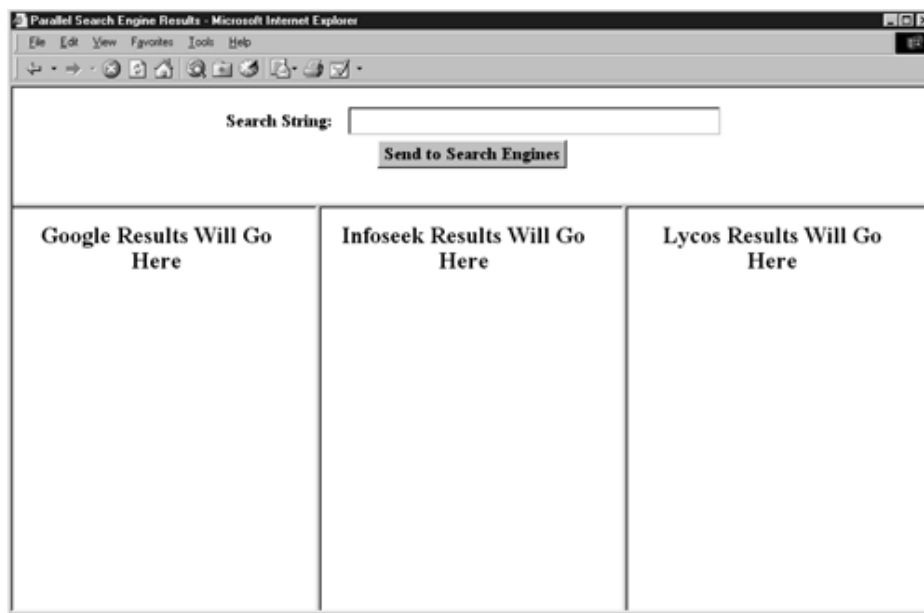 Parallel Search Engine Results - Microsoft Internet Explorer
File Edit View Favorites Tools Help
Search String:
Send to Search Engines
Google Results Will Go
Here
Infoseek Results Will Go
Here
Lycos Results Will Go
Here